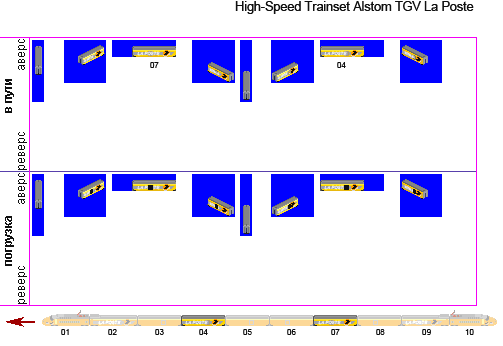 High-Speed Trainset Alstom TGV La Poste
в пути
аверс
07
04
реверс
погрузка
аверс
реверс
01 02 03 04 05 06 07 08 09 10